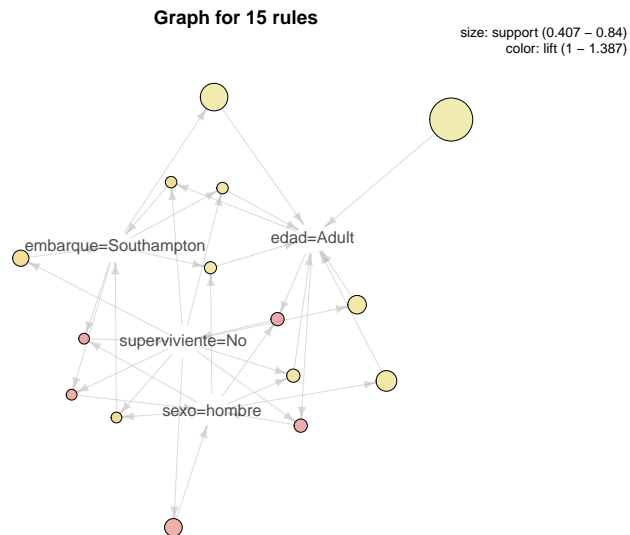 Graph for 15 rules
size: support (0.407 − 0.84)
color: lift (1 − 1.387)
edad=Adult
embarque=Southampton
superviviente=No
sexo=hombre